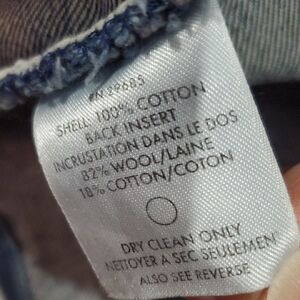 RN 89685
SHELL 100% COTTON
BACK INSERT
INCRUSTATION DANS LE DOS
82% WOOL/LAINE
18% COTTON/COTON
DRY CLEAN ONLY
NETTOYER A SEC SEULEMENT
ALSO SEE REVERSE